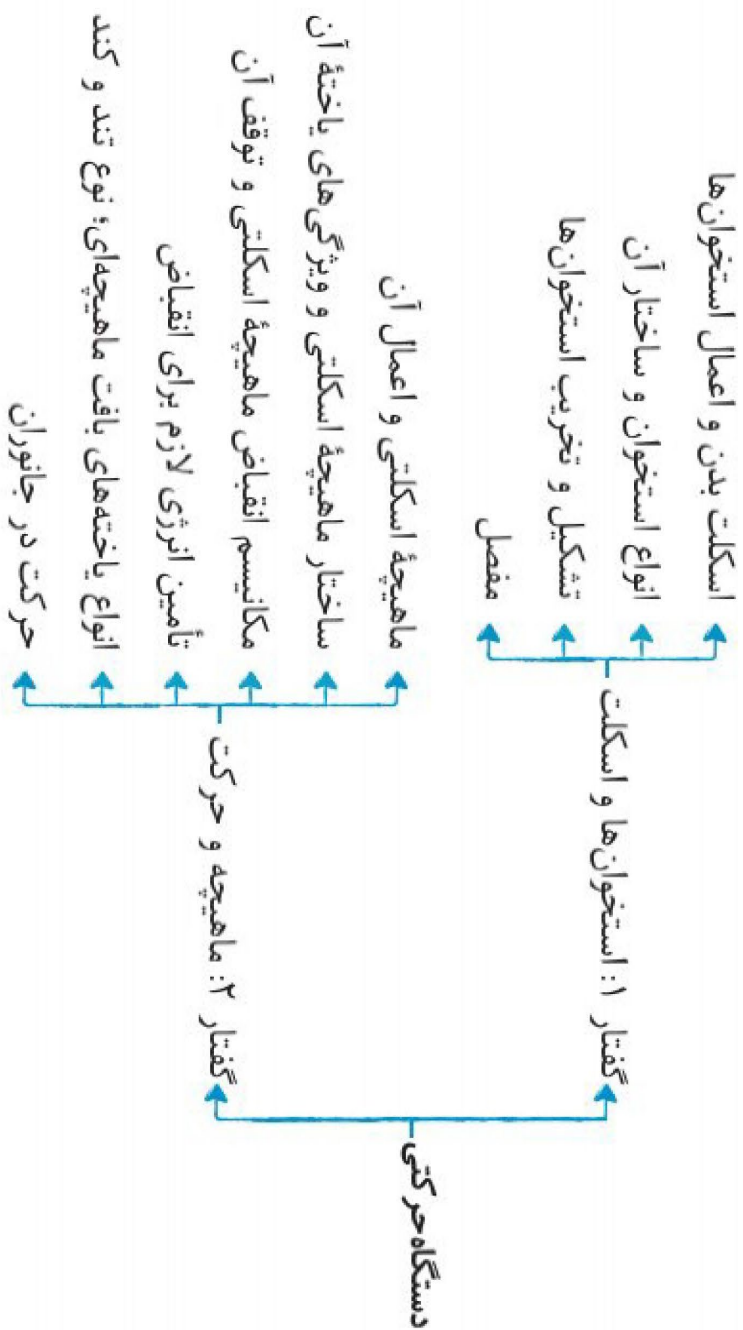 دستگاه حرکتی
گفتار ۱: استخوان‌ها و اسکلت
اسکلت بدن و اعمال استخوان‌ها
انواع استخوان و ساختار آن
تشکیل و تخریب استخوان‌ها
مفصل
گفتار ۲: ماهیچه و حرکت
ماهیچهٔ اسکلتی و اعمال آن
ساختار ماهیچهٔ اسکلتی و ویژگی‌های یاختهٔ آن
مکانیسم انقباض ماهیچهٔ اسکلتی و توقف آن
تأمین انرژی لازم برای انقباض
انواع یاخته‌های بافت ماهیچه‌ای؛ نوع تند و کند
حرکت در جانوران